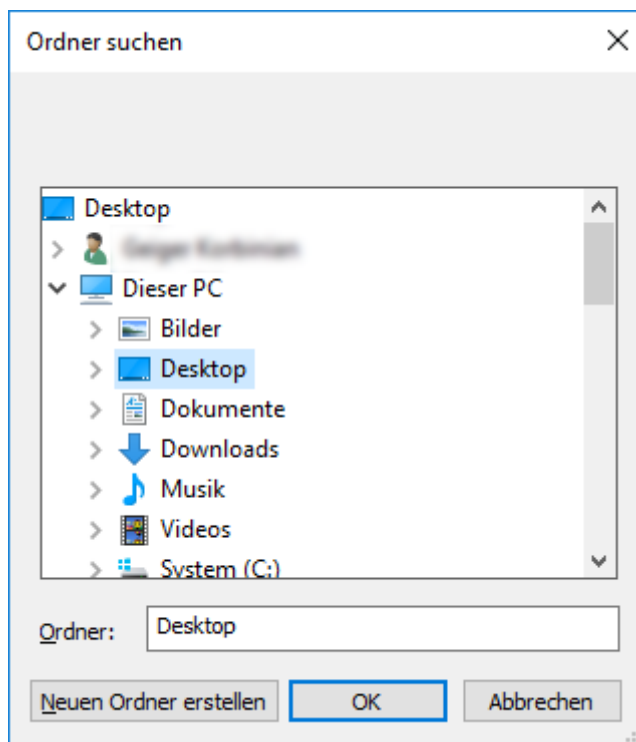 Ordner suchen
Desktop
Dieser PC
Bilder
Desktop
Dokumente
Downloads
Musik
Videos
System (C:)
Ordner: Desktop
Neuen Ordner erstellen OK Abbrechen